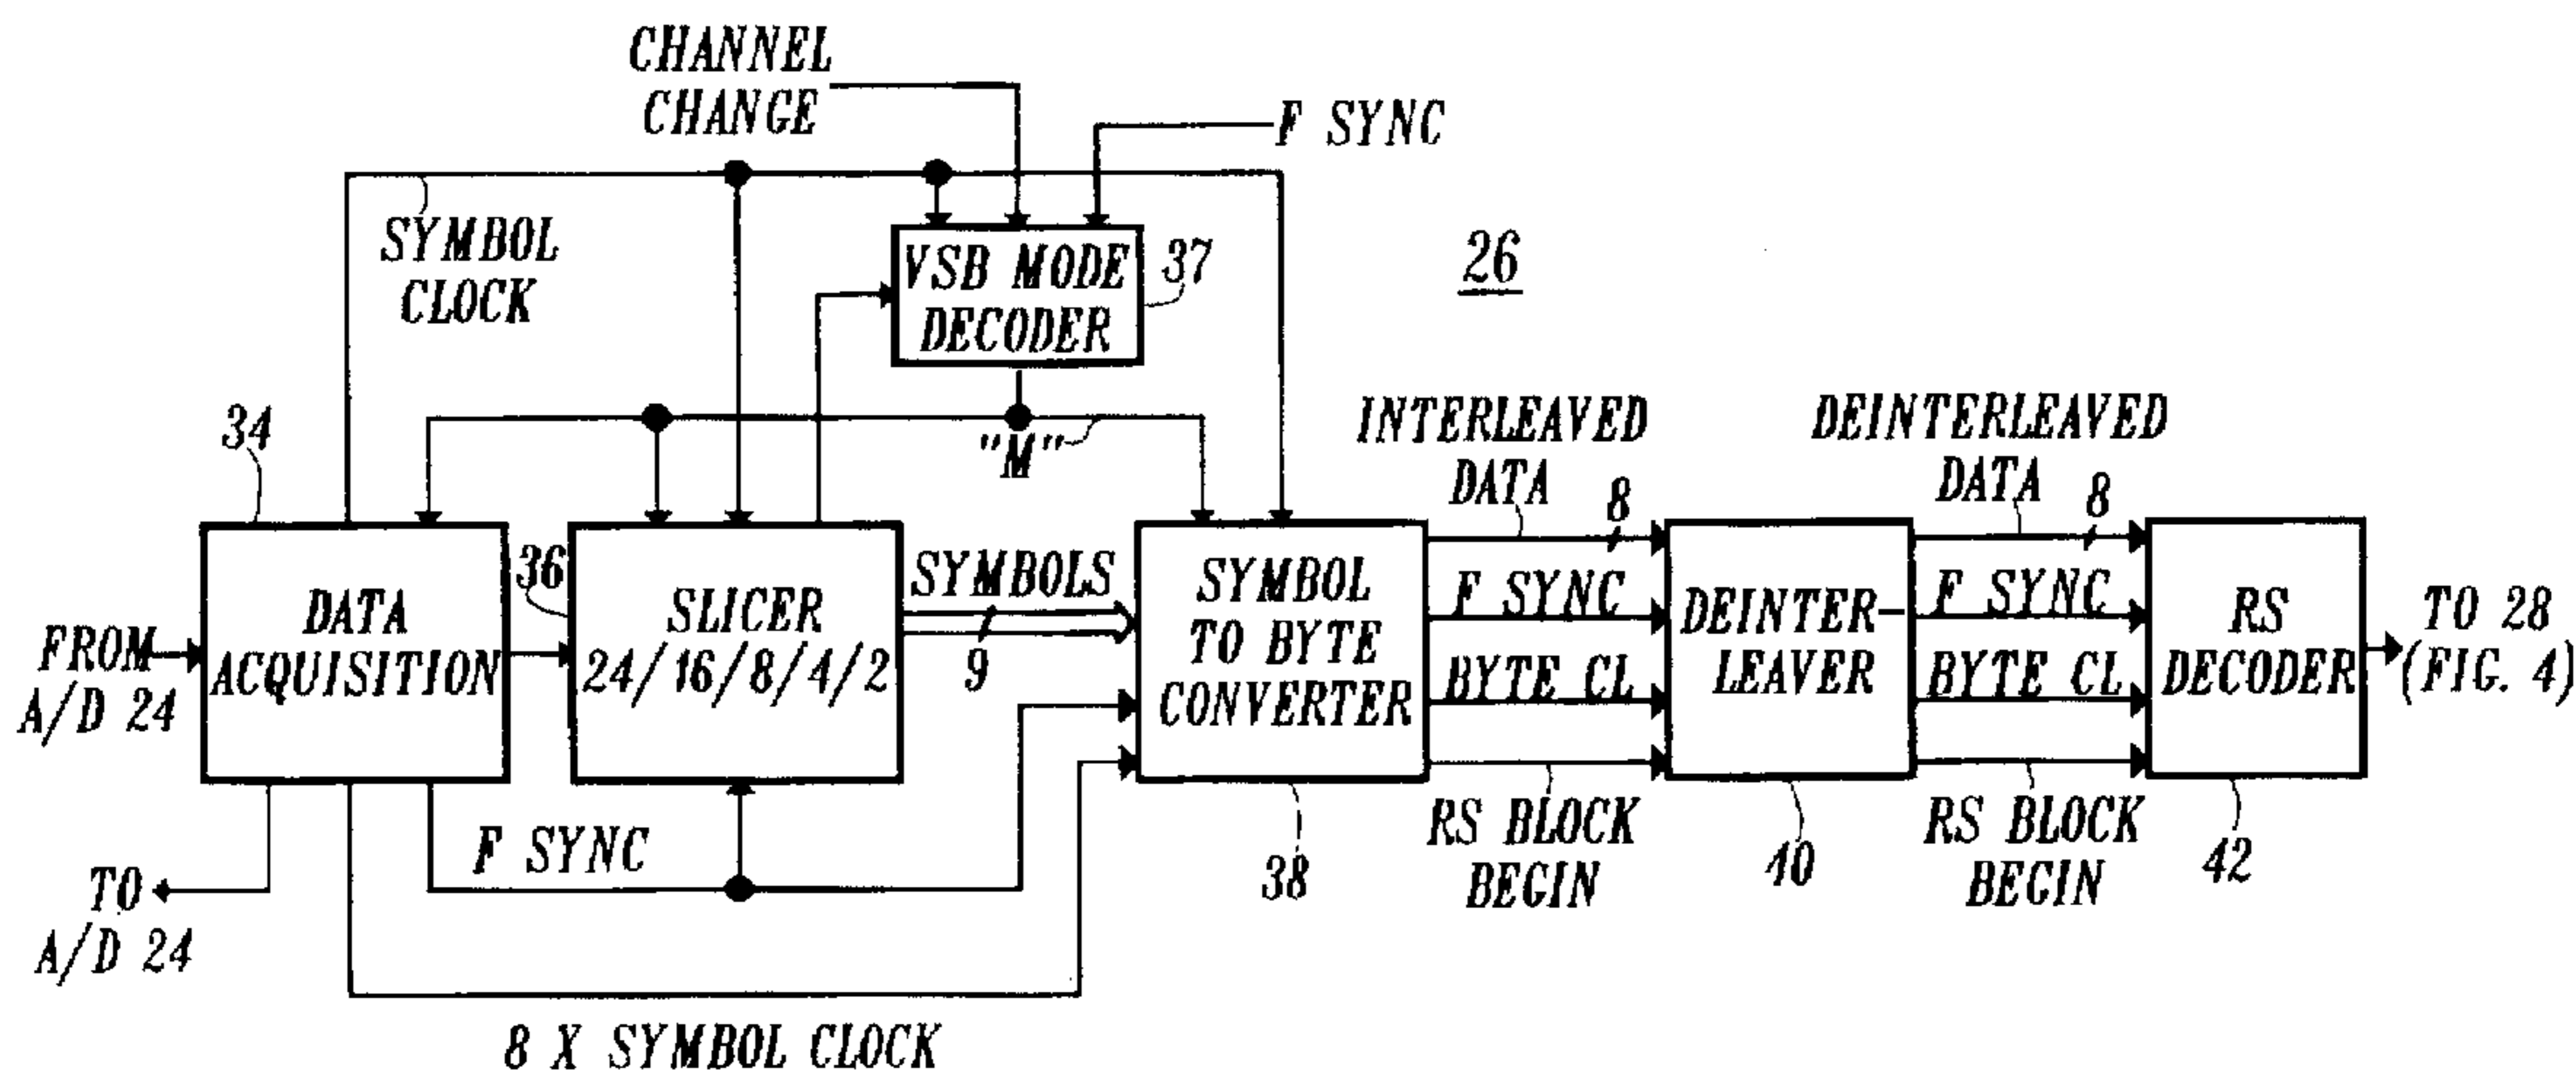 CHANNEL
CHANGE
F SYNC
SYMBOL
CLOCK
VSB MODE
DECODER
37
26
"M"
34
INTERLEAVED
DATA
8
DEINTERLEAVED
DATA
8
FROM
A/D 24
DATA
ACQUISITION
36
SLICER
24/16/8/4/2
SYMBOLS
9
SYMBOL
TO BYTE
CONVERTER
F SYNC
BYTE CL
RS BLOCK
BEGIN
DEINTER-
LEAVER
F SYNC
BYTE CL
RS BLOCK
BEGIN
RS
DECODER
TO 28
(FIG. 4)
TO
A/D 24
F SYNC
38
40
42
8 X SYMBOL CLOCK